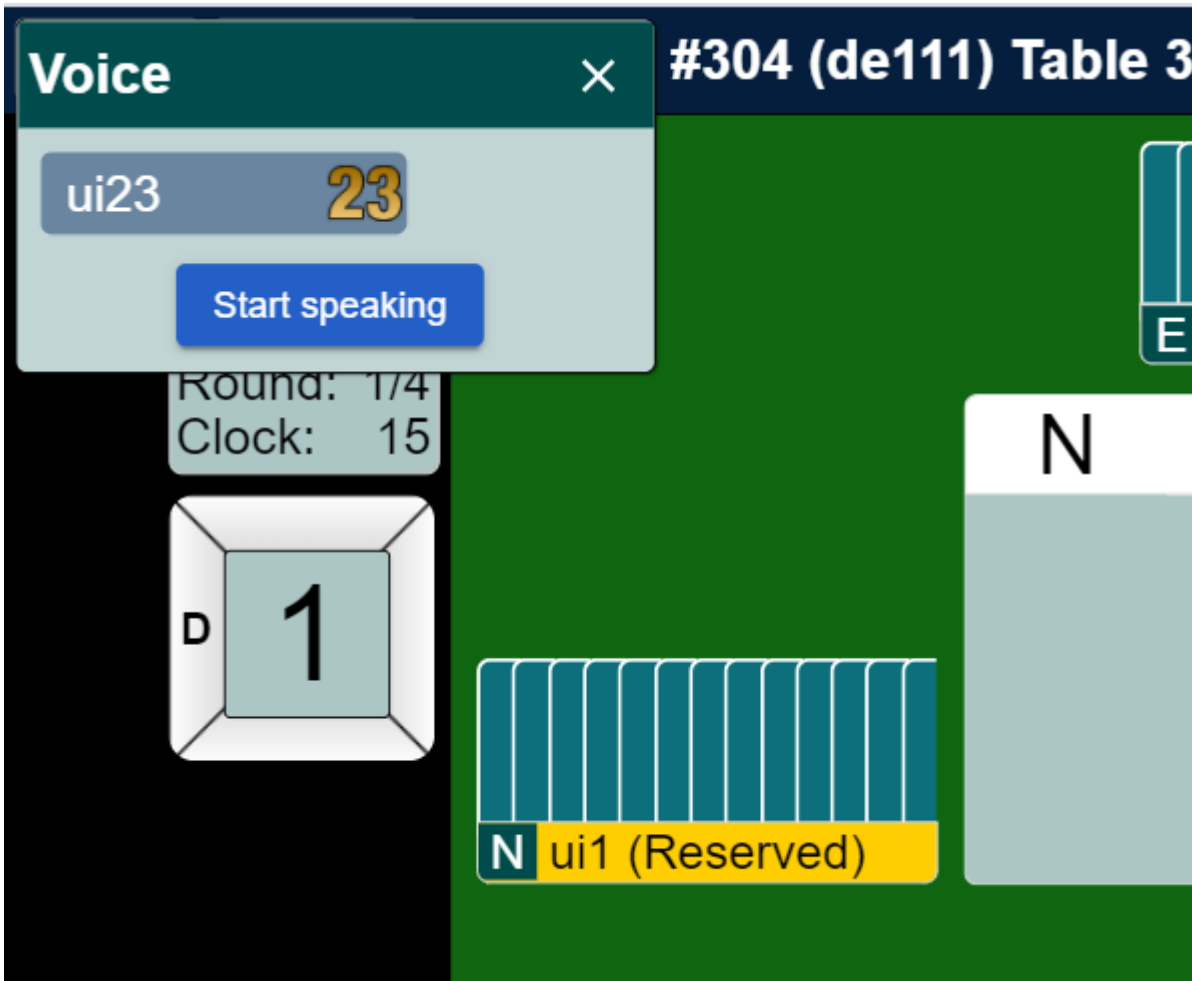 Voice ×
#304 (de111) Table 3
ui23 23
Start speaking
Round: 1/4
Clock: 15
E
N
D 1
N ui1 (Reserved)